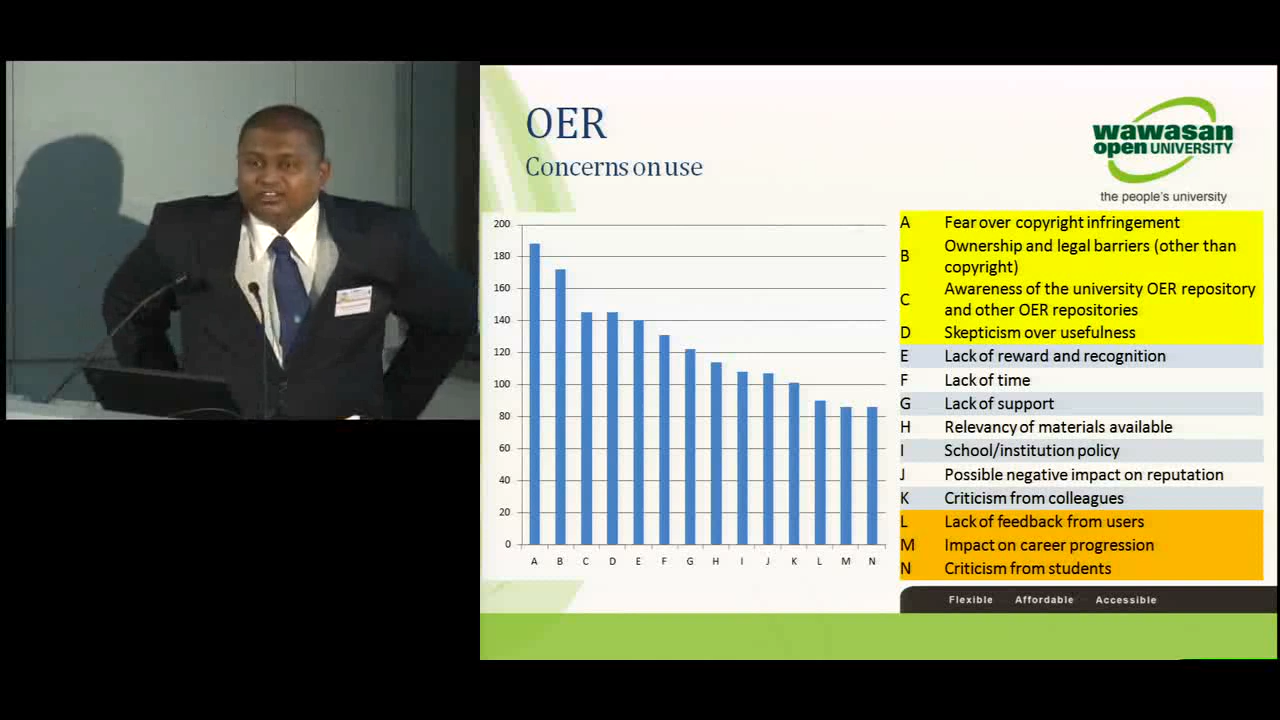 OER
Concerns on use
wawasan
open UNIVERSITY
the people's university
200
180
160
140
120
100
80
60
40
20
0
A B C D E F G H I J K L M N
A Fear over copyright infringement
B Ownership and legal barriers (other than
copyright)
C Awareness of the university OER repository
and other OER repositories
D Skepticism over usefulness
E Lack of reward and recognition
F Lack of time
G Lack of support
H Relevancy of materials available
I School/institution policy
J Possible negative impact on reputation
K Criticism from colleagues
L Lack of feedback from users
M Impact on career progression
N Criticism from students
Flexible Affordable Accessible